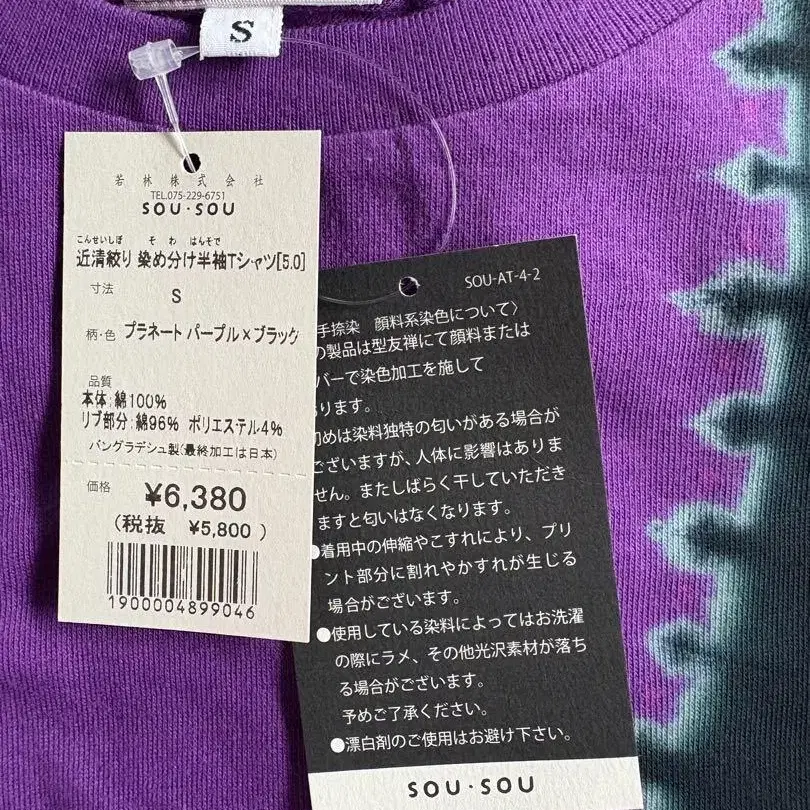 S
若林株式会社
TEL.075-229-6751
SOU・SOU
こんせいしぼ そ わ はんそで
近清絞り 染め分け半袖Tシャツ[5.0]
寸法
S
柄・色 プラネート パープル×ブラック
品質
本体:綿100%
リブ部分:綿96% ポリエステル4%
バングラデシュ製(最終加工は日本)
価格
¥6,380
(税抜 ¥5,800 )
1900004899046
SOU-AT-4-2
手捺染 顔料系染色について〉
の製品は型友禅にて顔料または
バーで染色加工を施して
ります。
初めは染料独特の匂いがある場合が
ございますが、人体に影響はありま
せん。またしばらく干していただき
ますと匂いはなくなります。
●着用中の伸縮やこすれにより、プリ
ント部分に割れやかすれが生じる
場合がございます。
●使用している染料によってはお洗濯
の際にラメ、その他光沢素材が落ち
る場合がございます。
予めご了承ください。
●漂白剤のご使用はお避け下さい。
SOU・SOU